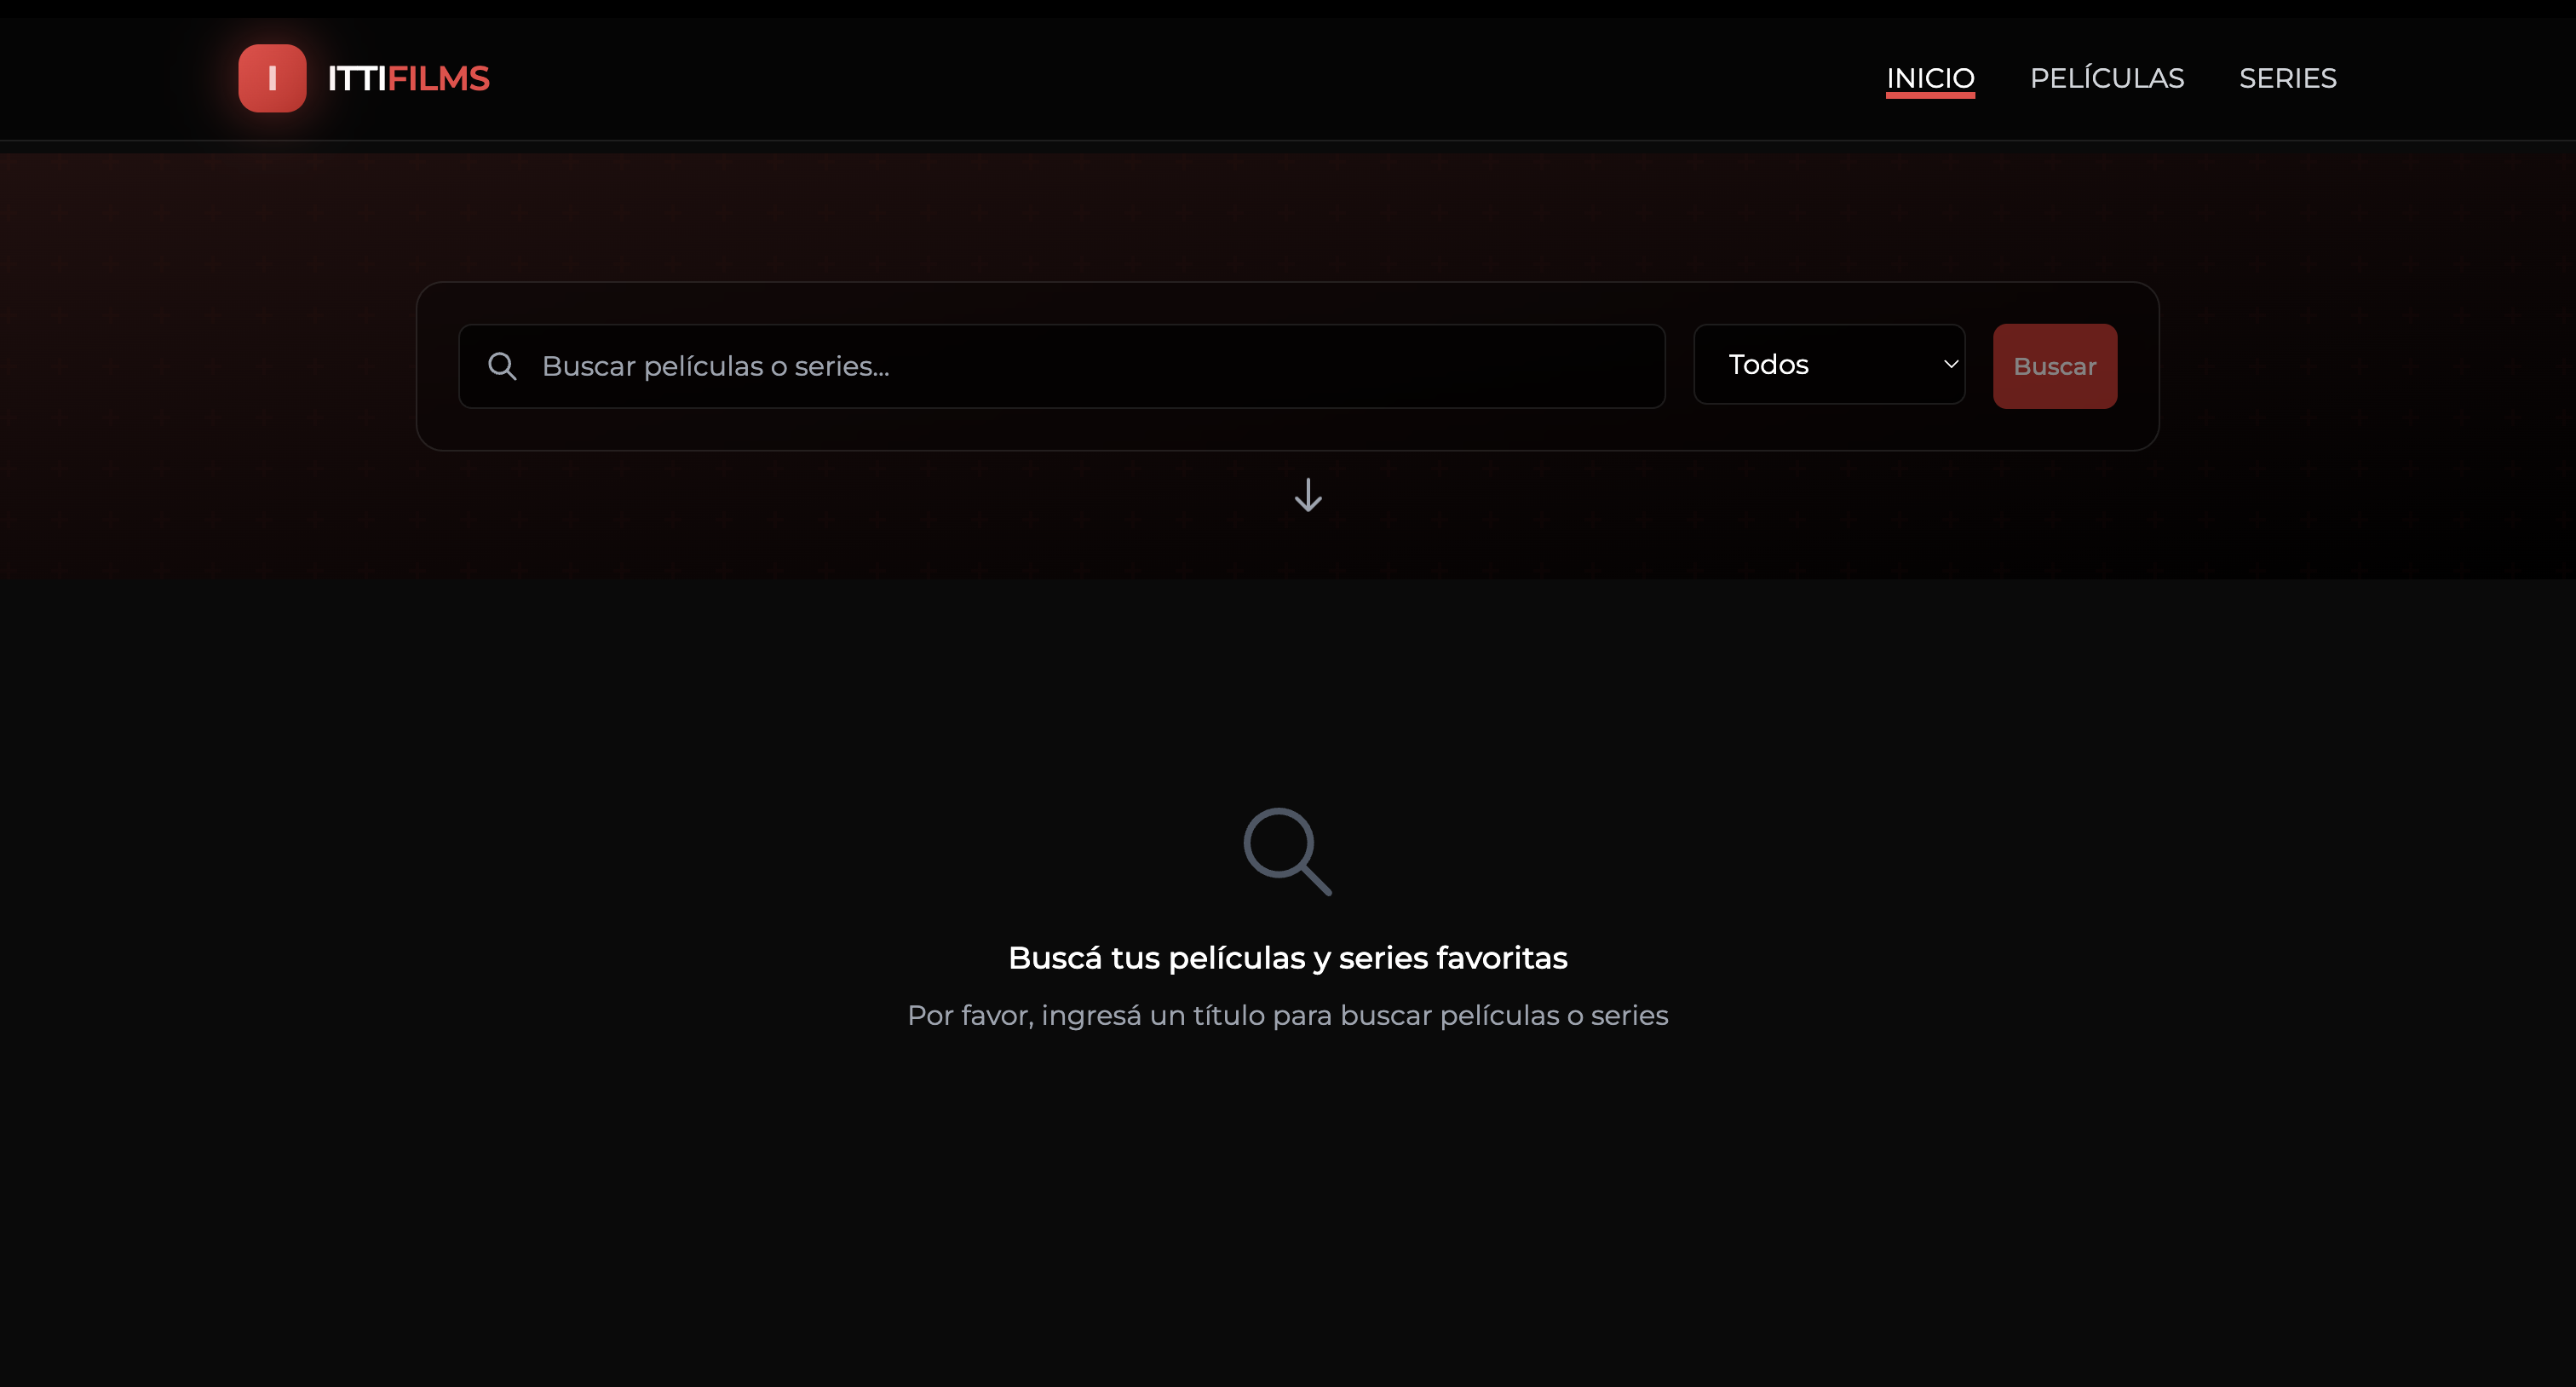 I ITTIFILMS
INICIO PELÍCULAS SERIES
Buscar películas o series...
Todos
Buscar
Buscá tus películas y series favoritas
Por favor, ingresá un título para buscar películas o series